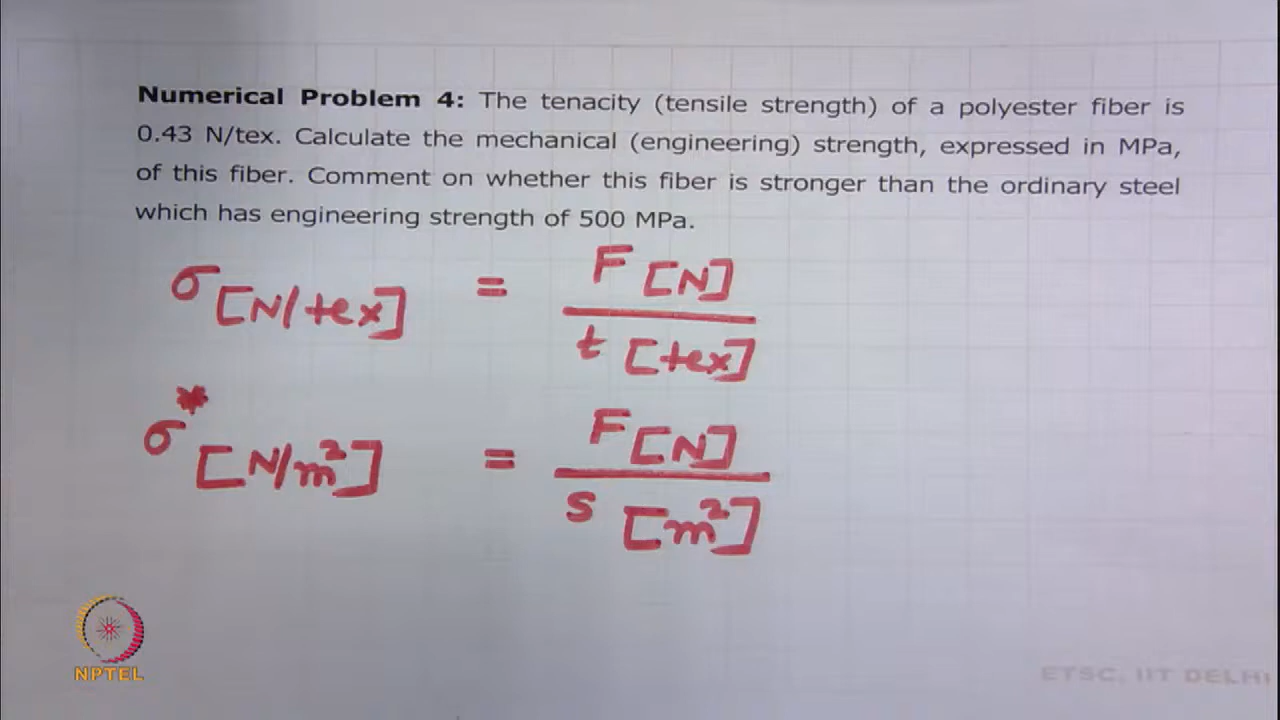 Numerical Problem 4: The tenacity (tensile strength) of a polyester fiber is
0.43 N/tex. Calculate the mechanical (engineering) strength, expressed in MPa,
of this fiber. Comment on whether this fiber is stronger than the ordinary steel
which has engineering strength of 500 MPa.
σ [N/tex] = F [N] / t [tex]
σ* [N/m²] = F [N] / s [m²]
NPTEL
ETSC, IIT DELHI